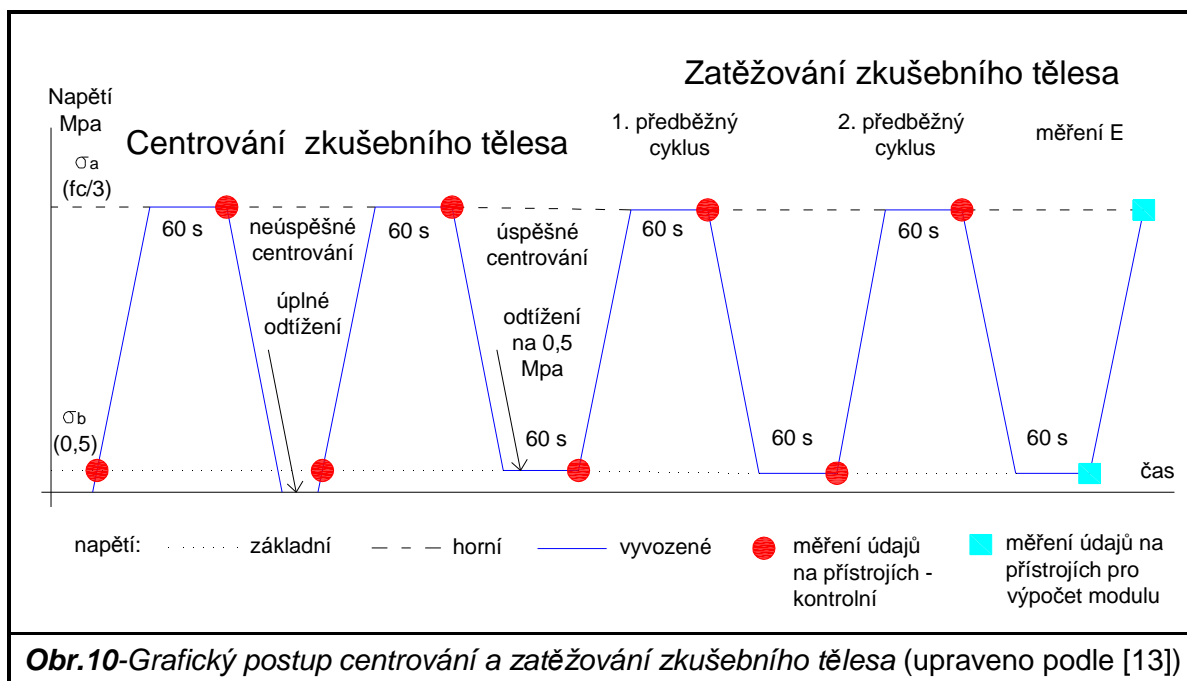 Zatěžování zkušebního tělesa
Napětí
Mpa
Centrování zkušebního tělesa
1. předběžný
cyklus
2. předběžný
cyklus
měření E
σa
(fc/3)
60 s
neúspěšné
centrování
60 s
úspěšné
centrování
60 s
60 s
úplné
odtížení
odtížení
na 0,5
Mpa
σb
(0,5)
60 s
60 s
60 s
čas
napětí:
základní
horní
vyvozené
měření údajů
na přístrojích -
kontrolní
měření údajů na
přístrojích pro
výpočet modulu
Obr.10-Grafický postup centrování a zatěžování zkušebního tělesa (upraveno podle [13])